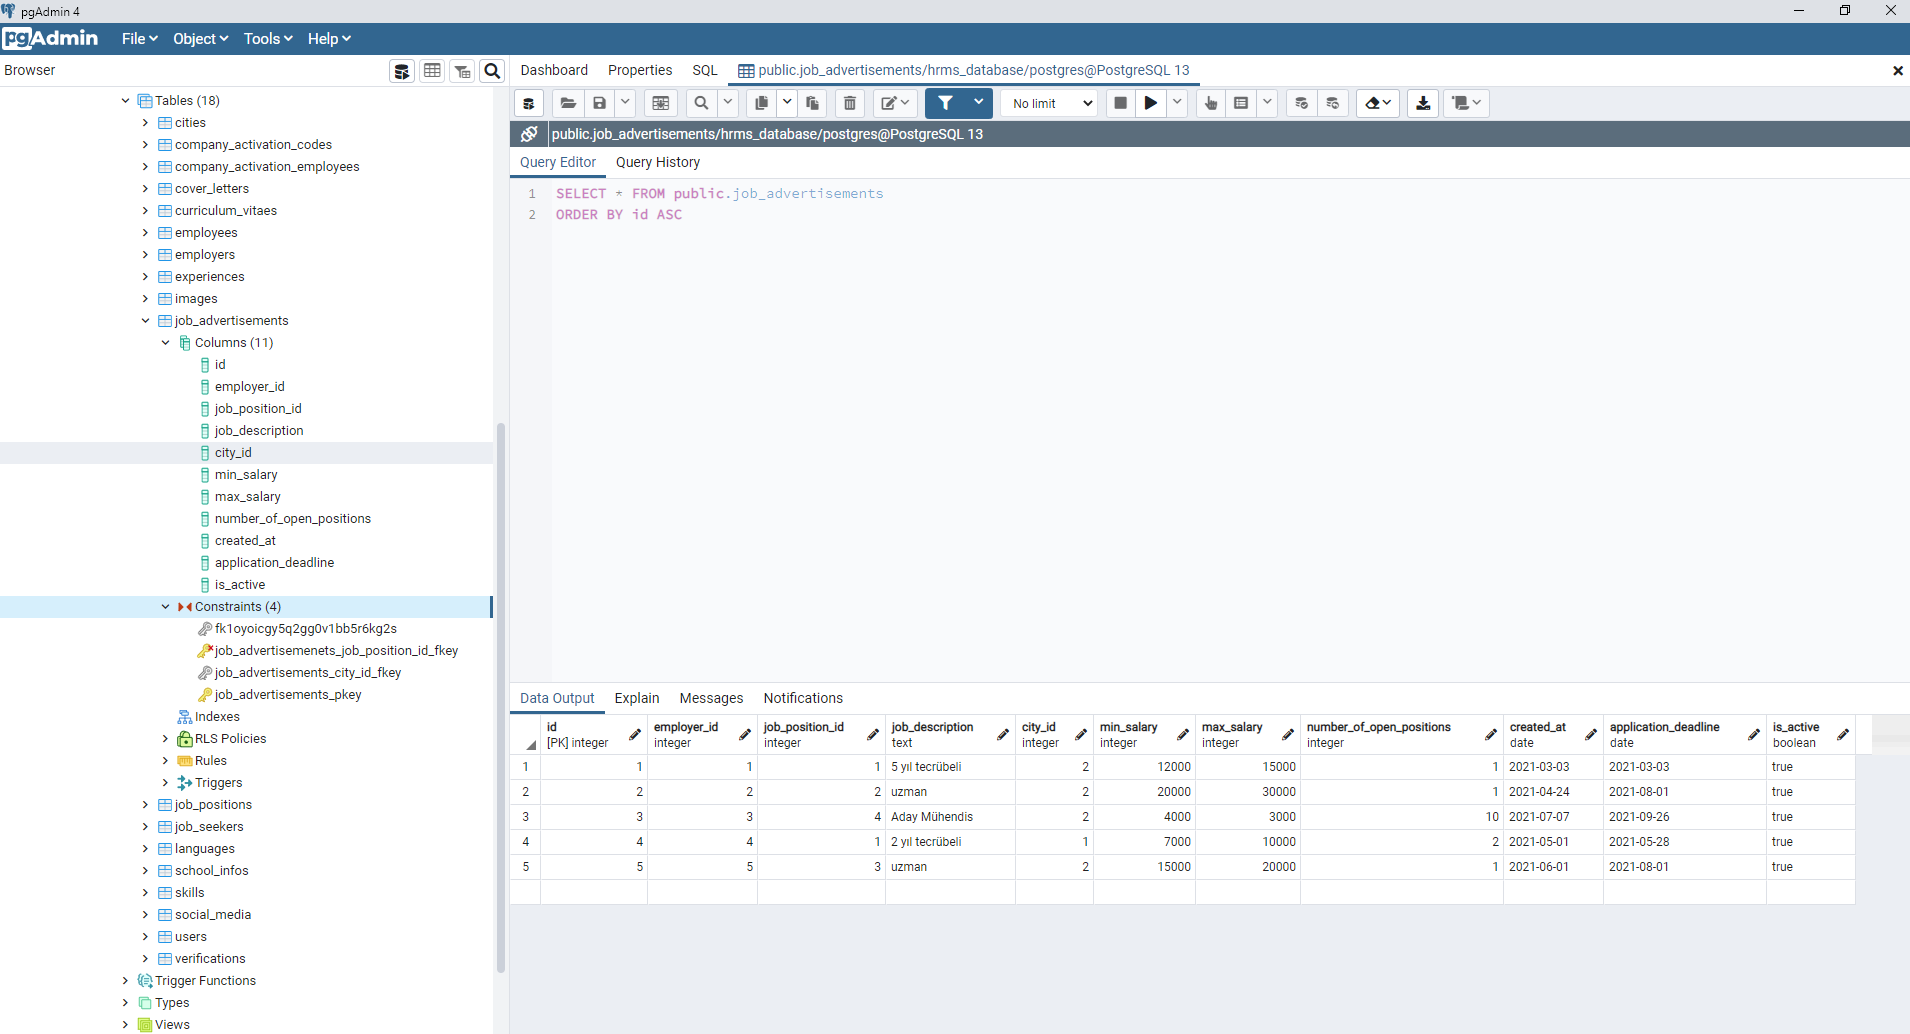 pgAdmin 4
pgAdmin File Object Tools Help
Browser
Dashboard Properties SQL public.job_advertisements/hrms_database/postgres@PostgreSQL 13
Tables (18)
cities
company_activation_codes
company_activation_employees
cover_letters
curriculum_vitaes
employees
employers
experiences
images
job_advertisements
Columns (11)
id
employer_id
job_position_id
job_description
city_id
min_salary
max_salary
number_of_open_positions
created_at
application_deadline
is_active
Constraints (4)
fk1oyoicgy5q2gg0v1bb5r6kg2s
job_advertisemenets_job_position_id_fkey
job_advertisements_city_id_fkey
job_advertisements_pkey
Indexes
RLS Policies
Rules
Triggers
job_positions
job_seekers
languages
school_infos
skills
social_media
users
verifications
Trigger Functions
Types
Views
No limit
public.job_advertisements/hrms_database/postgres@PostgreSQL 13
Query Editor Query History
1 SELECT * FROM public.job_advertisements
2 ORDER BY id ASC
Data Output Explain Messages Notifications
id employer_id job_position_id job_description city_id min_salary max_salary number_of_open_positions created_at application_deadline is_active
[PK] integer integer integer text integer integer integer integer date date boolean
1 1 1 1 5 yıl tecrübeli 2 12000 15000 1 2021-03-03 2021-03-03 true
2 2 2 2 uzman 2 20000 30000 1 2021-04-24 2021-08-01 true
3 3 3 4 Aday Mühendis 2 4000 3000 10 2021-07-07 2021-09-26 true
4 4 4 1 2 yıl tecrübeli 1 7000 10000 2 2021-05-01 2021-05-28 true
5 5 5 3 uzman 2 15000 20000 1 2021-06-01 2021-08-01 true